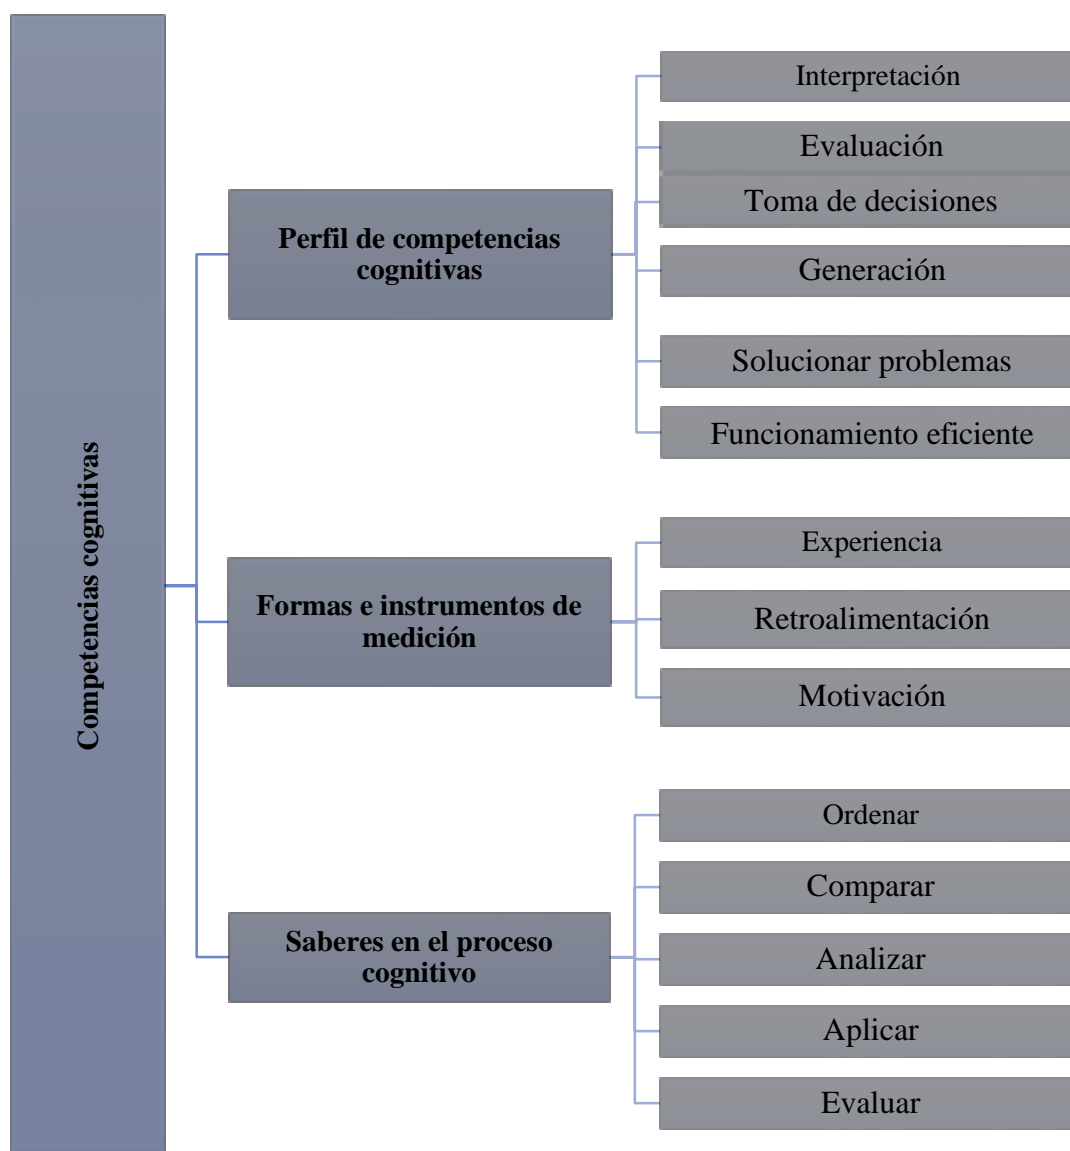 Competencias cognitivas
Perfil de competencias
cognitivas
Interpretación
Evaluación
Toma de decisiones
Generación
Solucionar problemas
Funcionamiento eficiente
Formas e instrumentos de
medición
Experiencia
Retroalimentación
Motivación
Saberes en el proceso
cognitivo
Ordenar
Comparar
Analizar
Aplicar
Evaluar